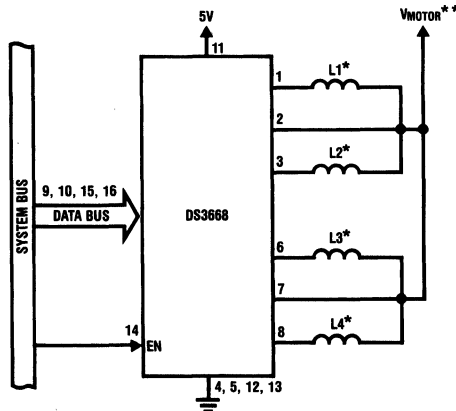 5V
VMOTOR**
11
1
L1*
2
3
L2*
SYSTEM BUS
9, 10, 15, 16
DATA BUS
DS3668
6
L3*
7
14
EN
8
L4*
4, 5, 12, 13